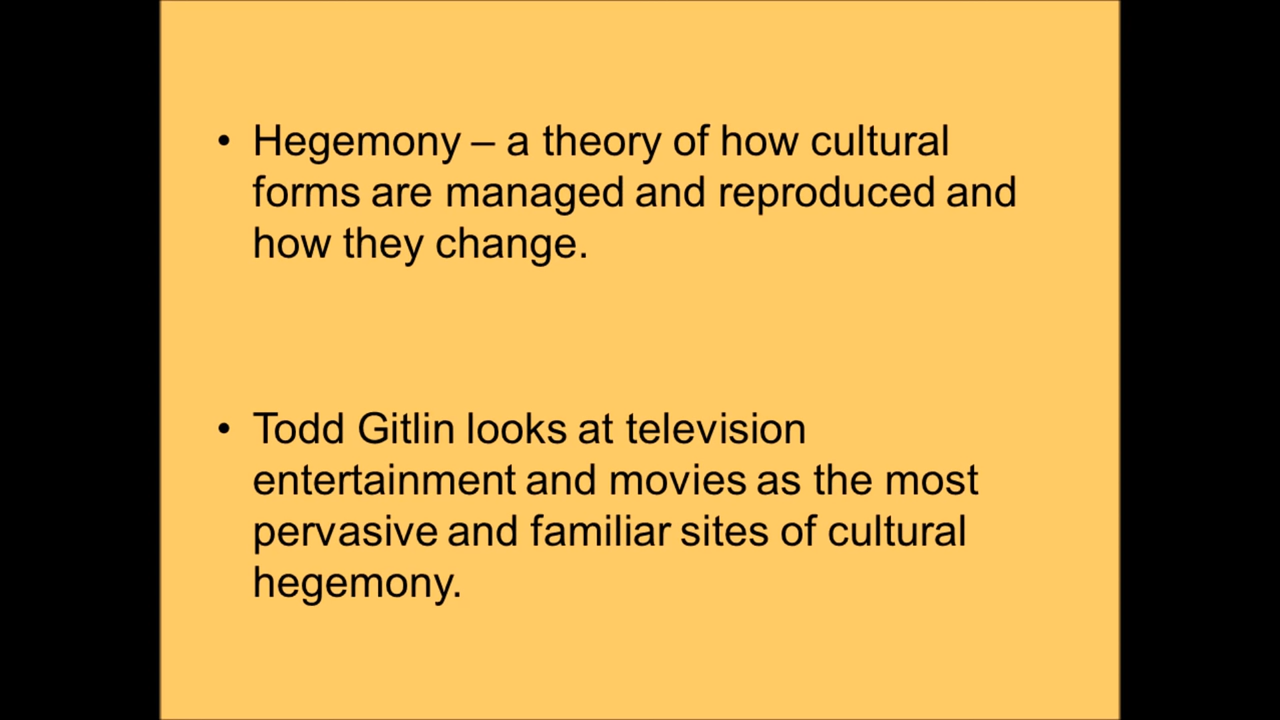 • Hegemony – a theory of how cultural
forms are managed and reproduced and
how they change.
• Todd Gitlin looks at television
entertainment and movies as the most
pervasive and familiar sites of cultural
hegemony.